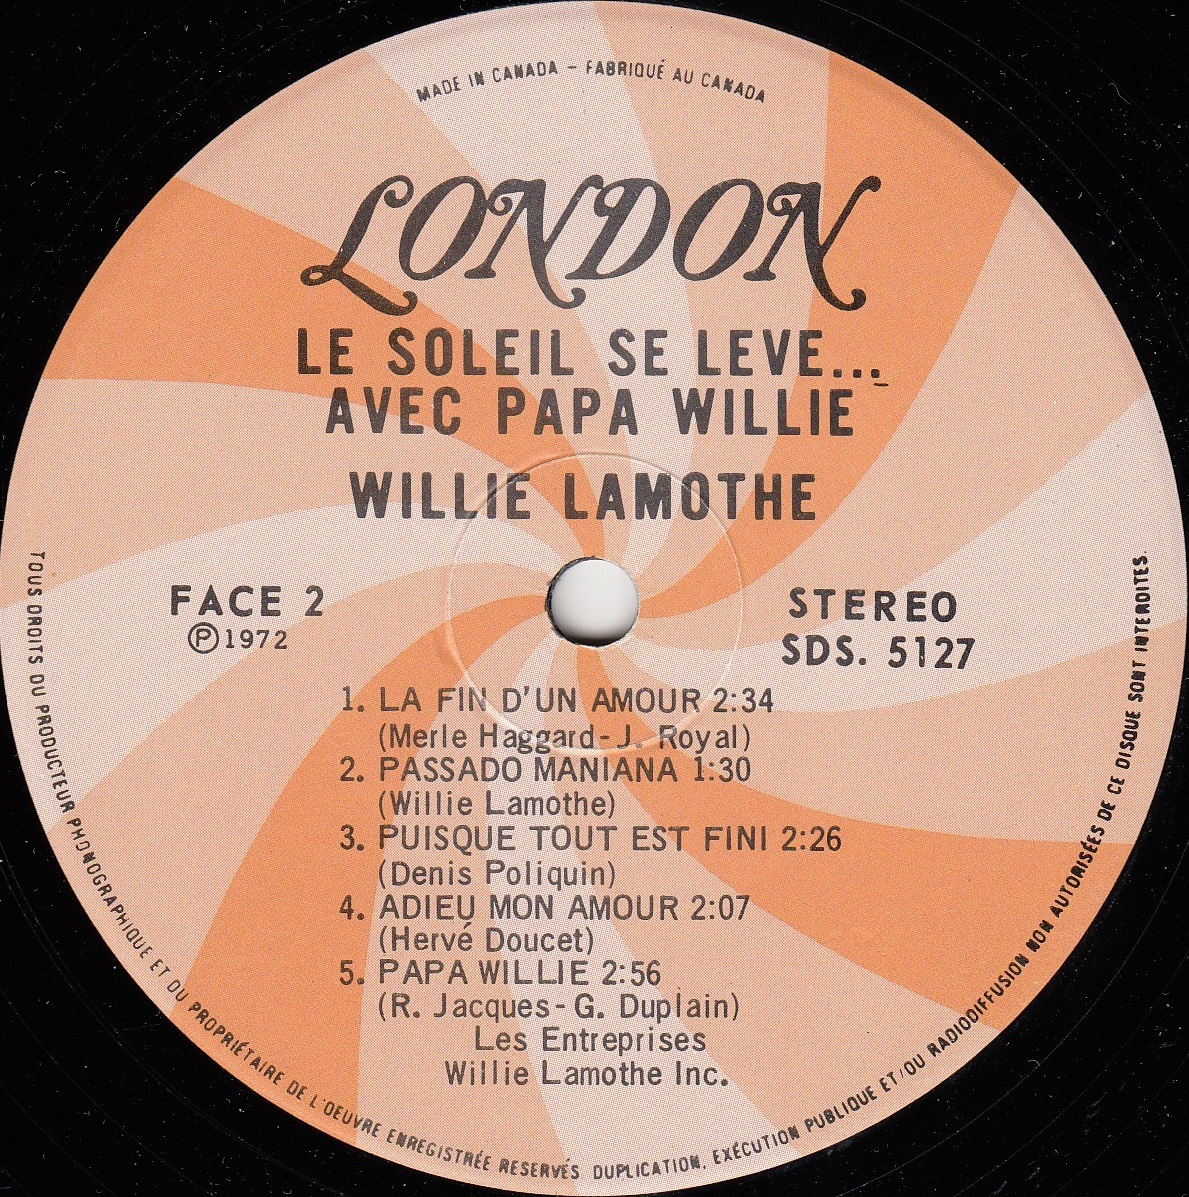 MADE IN CANADA - FABRIQUÉ AU CANADA
LONDON
LE SOLEIL SE LEVE...
AVEC PAPA WILLIE
WILLIE LAMOTHE
FACE 2
Ⓟ1972
STEREO
SDS. 5127
1. LA FIN D'UN AMOUR 2:34
(Merle Haggard-J. Royal)
2. PASSADO MANIANA 1:30
(Willie Lamothe)
3. PUISQUE TOUT EST FINI 2:26
(Denis Poliquin)
4. ADIEU MON AMOUR 2:07
(Hervé Doucet)
5. PAPA WILLIE 2:56
(R. Jacques-G. Duplain)
Les Entreprises
Willie Lamothe Inc.
TOUS DROITS DU PRODUCTEUR PHONOGRAPHIQUE ET DU PROPRIÉTAIRE DE L'OEUVRE ENREGISTRÉE RESERVÉS DUPLICATION, EXÉCUTION PUBLIQUE ET/OU RADIODIFFUSION NON AUTORISÉES DE CE DISQUE SONT INTERDITES.